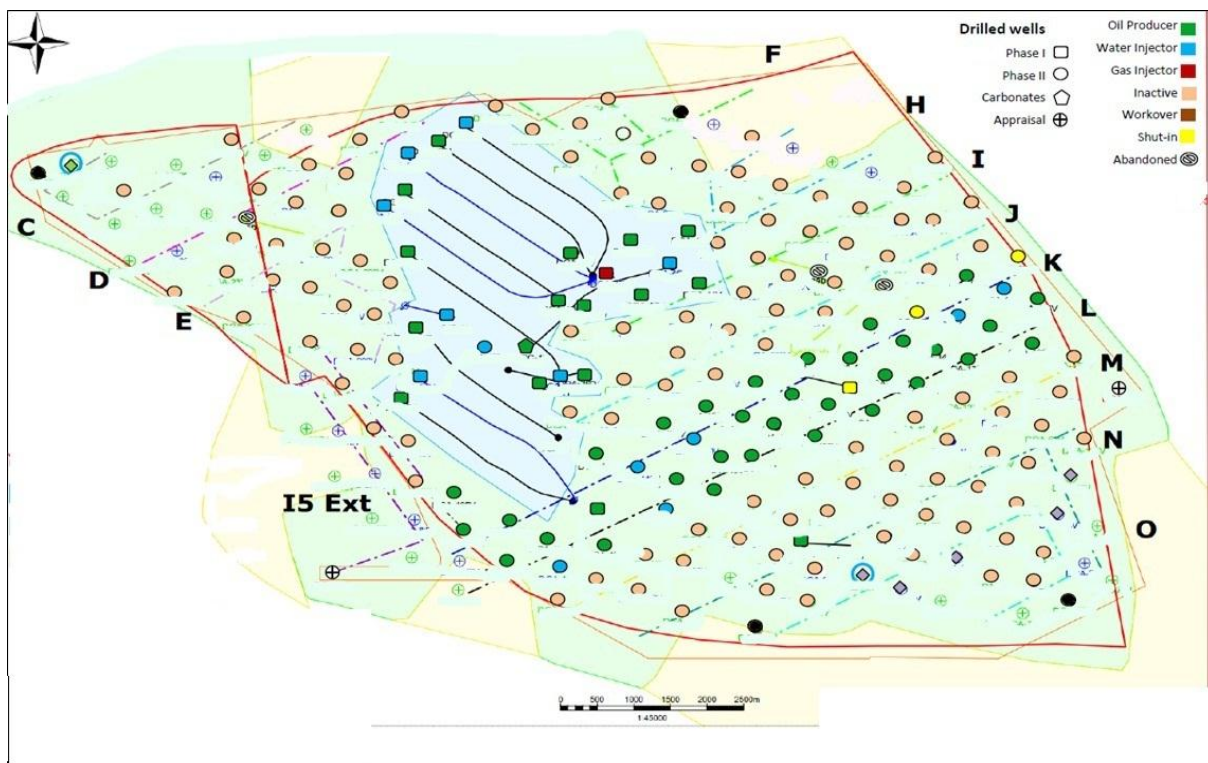 Drilled wells
Phase I
Phase II
Carbonates
Appraisal
Oil Producer
Water Injector
Gas Injector
Inactive
Workover
Shut-in
Abandoned
F
H
I
J
K
L
M
N
O
C
D
E
I5 Ext
0 500 1000 1500 2000 2500m
1:45000